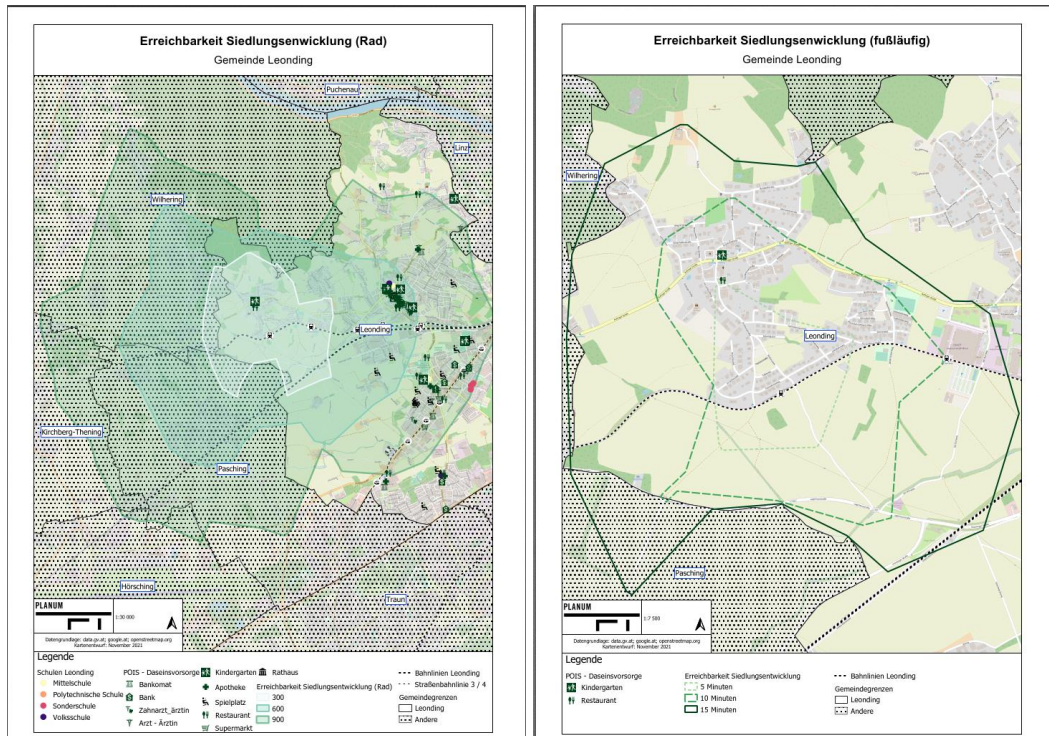 Erreichbarkeit Siedlungsenwicklung (Rad)
Gemeinde Leonding
Puchenau
Linz
Wilhering
Leonding
Kirchberg-Thening
Pasching
Hörsching
Traun
PLANUM
1:30 000
Datengrundlage: data.gv.at; google.at; openstreetmap.org
Kartenentwurf: November 2021
Legende
Schulen Leonding
Mittelschule
Polytechnische Schule
Sonderschule
Volksschule
POIS - Daseinsvorsorge
Bankomat
Bank
Zahnarzt_ärztin
Arzt - Ärztin
Kindergarten
Apotheke
Spielplatz
Restaurant
Supermarkt
Rathaus
Erreichbarkeit Siedlungsentwicklung (Rad)
300
600
900
Bahnlinien Leonding
Straßenbahnlinie 3 / 4
Gemeindegrenzen
Leonding
Andere
Erreichbarkeit Siedlungsenwicklung (fußläufig)
Gemeinde Leonding
Wilhering
Leonding
Pasching
PLANUM
1:7 500
Datengrundlage: data.gv.at; google.at; openstreetmap.org
Kartenentwurf: November 2021
Legende
POIS - Daseinsvorsorge
Kindergarten
Restaurant
Erreichbarkeit Siedlungsentwicklung
5 Minuten
10 Minuten
15 Minuten
Bahnlinien Leonding
Gemeindegrenzen
Leonding
Andere